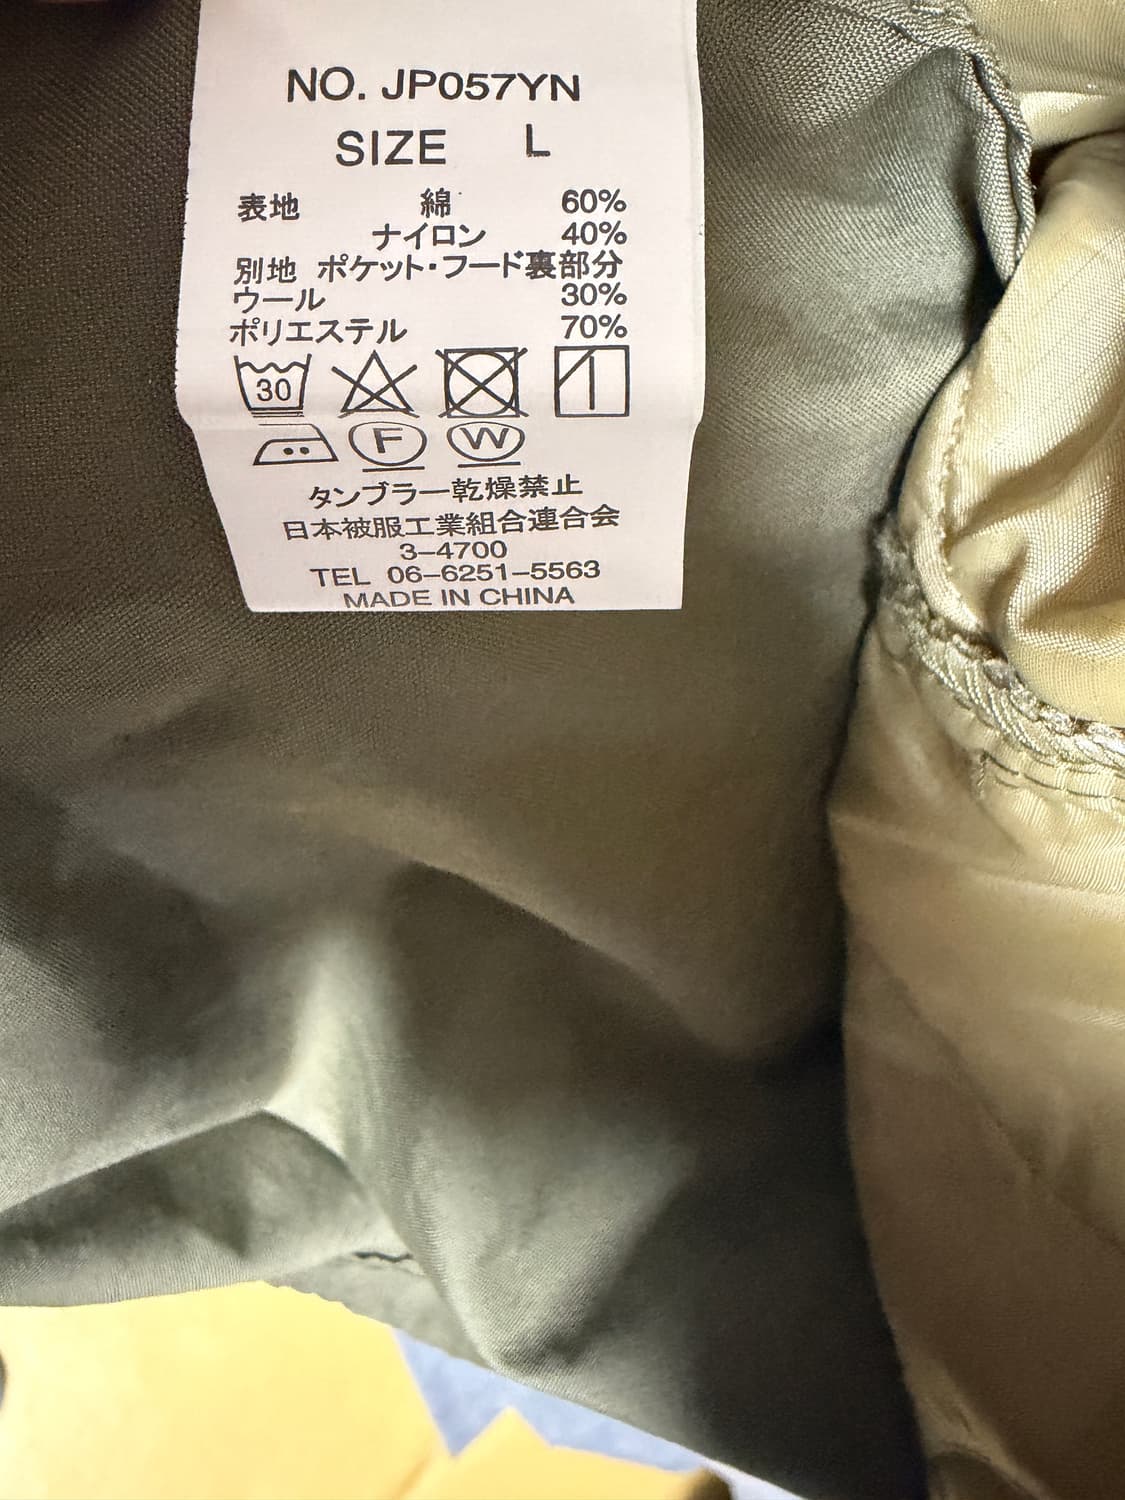 NO. JP057YN
SIZE L
表地 綿 60%
ナイロン 40%
別地 ポケット・フード裏部分
ウール 30%
ポリエステル 70%
30
F W
タンブラー乾燥禁止
日本被服工業組合連合会
3-4700
TEL 06-6251-5563
MADE IN CHINA